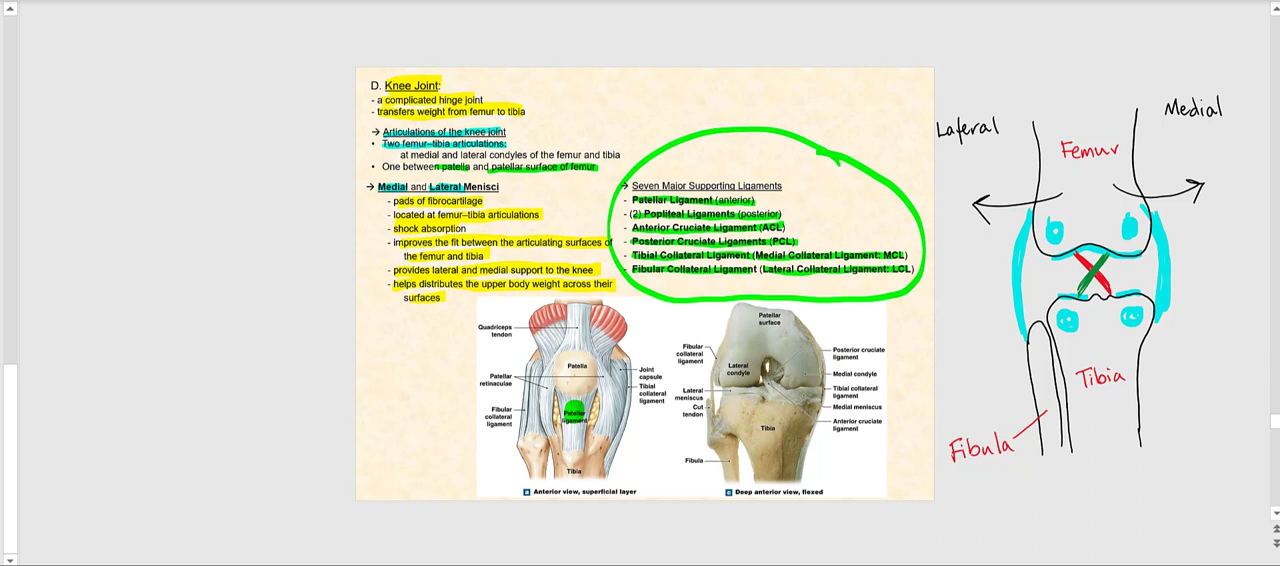 D. Knee Joint:
- a complicated hinge joint
- transfers weight from femur to tibia
→ Articulations of the knee joint
• Two femur–tibia articulations:
at medial and lateral condyles of the femur and tibia
• One between patella and patellar surface of femur
→ Medial and Lateral Menisci
- pads of fibrocartilage
- located at femur–tibia articulations
- shock absorption
- improves the fit between the articulating surfaces of
the femur and tibia
- provides lateral and medial support to the knee
- helps distributes the upper body weight across their
surfaces
→ Seven Major Supporting Ligaments
- Patellar Ligament (anterior)
- (2) Popliteal Ligaments (posterior)
- Anterior Cruciate Ligament (ACL)
- Posterior Cruciate Ligaments (PCL)
- Tibial Collateral Ligament (Medial Collateral Ligament: MCL)
- Fibular Collateral Ligament (Lateral Collateral Ligament: LCL)
Quadriceps
tendon
Patella
Patellar
retinaculae
Joint
capsule
Tibial
collateral
ligament
Fibular
collateral
ligament
Patellar
ligament
Tibia
a Anterior view, superficial layer
Patellar
surface
Fibular
collateral
ligament
Lateral
condyle
Posterior cruciate
ligament
Medial condyle
Lateral
meniscus
Tibial collateral
ligament
Cut
tendon
Medial meniscus
Anterior cruciate
ligament
Tibia
Fibula
c Deep anterior view, flexed
Lateral
Medial
Femur
Tibia
Fibula